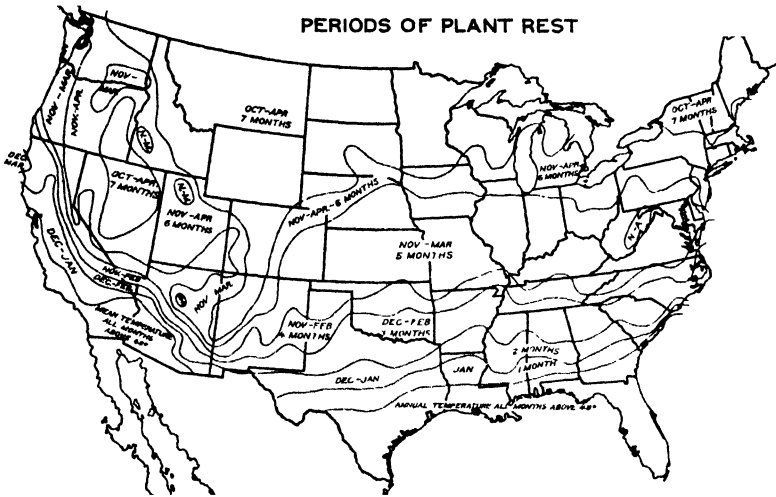 PERIODS OF PLANT REST
NOV-
MAR
NOV-MAR
NOV-APR
OCT-APR
7 MONTHS
OCT-APR
7 MONTHS
N-M
DEC
MAR
OCT-APR
7 MONTHS
N-M
NOV-APR
6 MONTHS
NOV-APR-6 MONTHS
NOV-APR
6 MONTHS
N-A
NOV-MAR
5 MONTHS
DEC-JAN
NOV-FEB
DEC-FEB
NOV MAR
MEAN TEMPERATURE
ALL MONTHS
ABOVE 48°
NOV-FEB
4 MONTHS
DEC-FEB
3 MONTHS
2 MONTHS
1 MONTH
DEC-JAN
JAN
ANNUAL TEMPERATURE ALL MONTHS ABOVE 48°